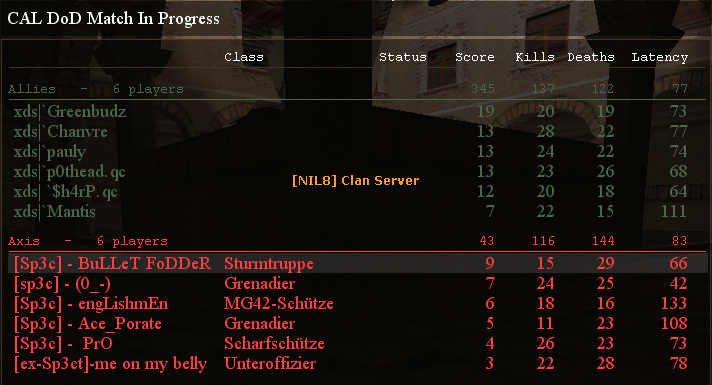 CAL DoD Match In Progress
Class Status Score Kills Deaths Latency
Allies - 6 players 345 137 122 77
xds|`Greenbudz 19 20 19 73
xds|`Chanvre 13 28 22 77
xds|`pauly 13 24 22 74
xds|`p0thead.qc 13 23 26 68
xds| `$h4rP.qc 12 20 18 64
xds|`Mantis 7 22 15 111
[NIL8] Clan Server
Axis - 6 players 43 116 144 83
[Sp3c] - BuLLeT FoDDeR Sturmtruppe 9 15 29 66
[sp3c] - (0_-) Grenadier 7 24 25 42
[Sp3c] - engLishmEn MG42-Schütze 6 18 16 133
[Sp3c] - Ace_Porate Grenadier 5 11 23 108
[Sp3c] - PrO Scharfschütze 4 26 23 73
[ex-Sp3ct]-me on my belly Unteroffizier 3 22 28 78